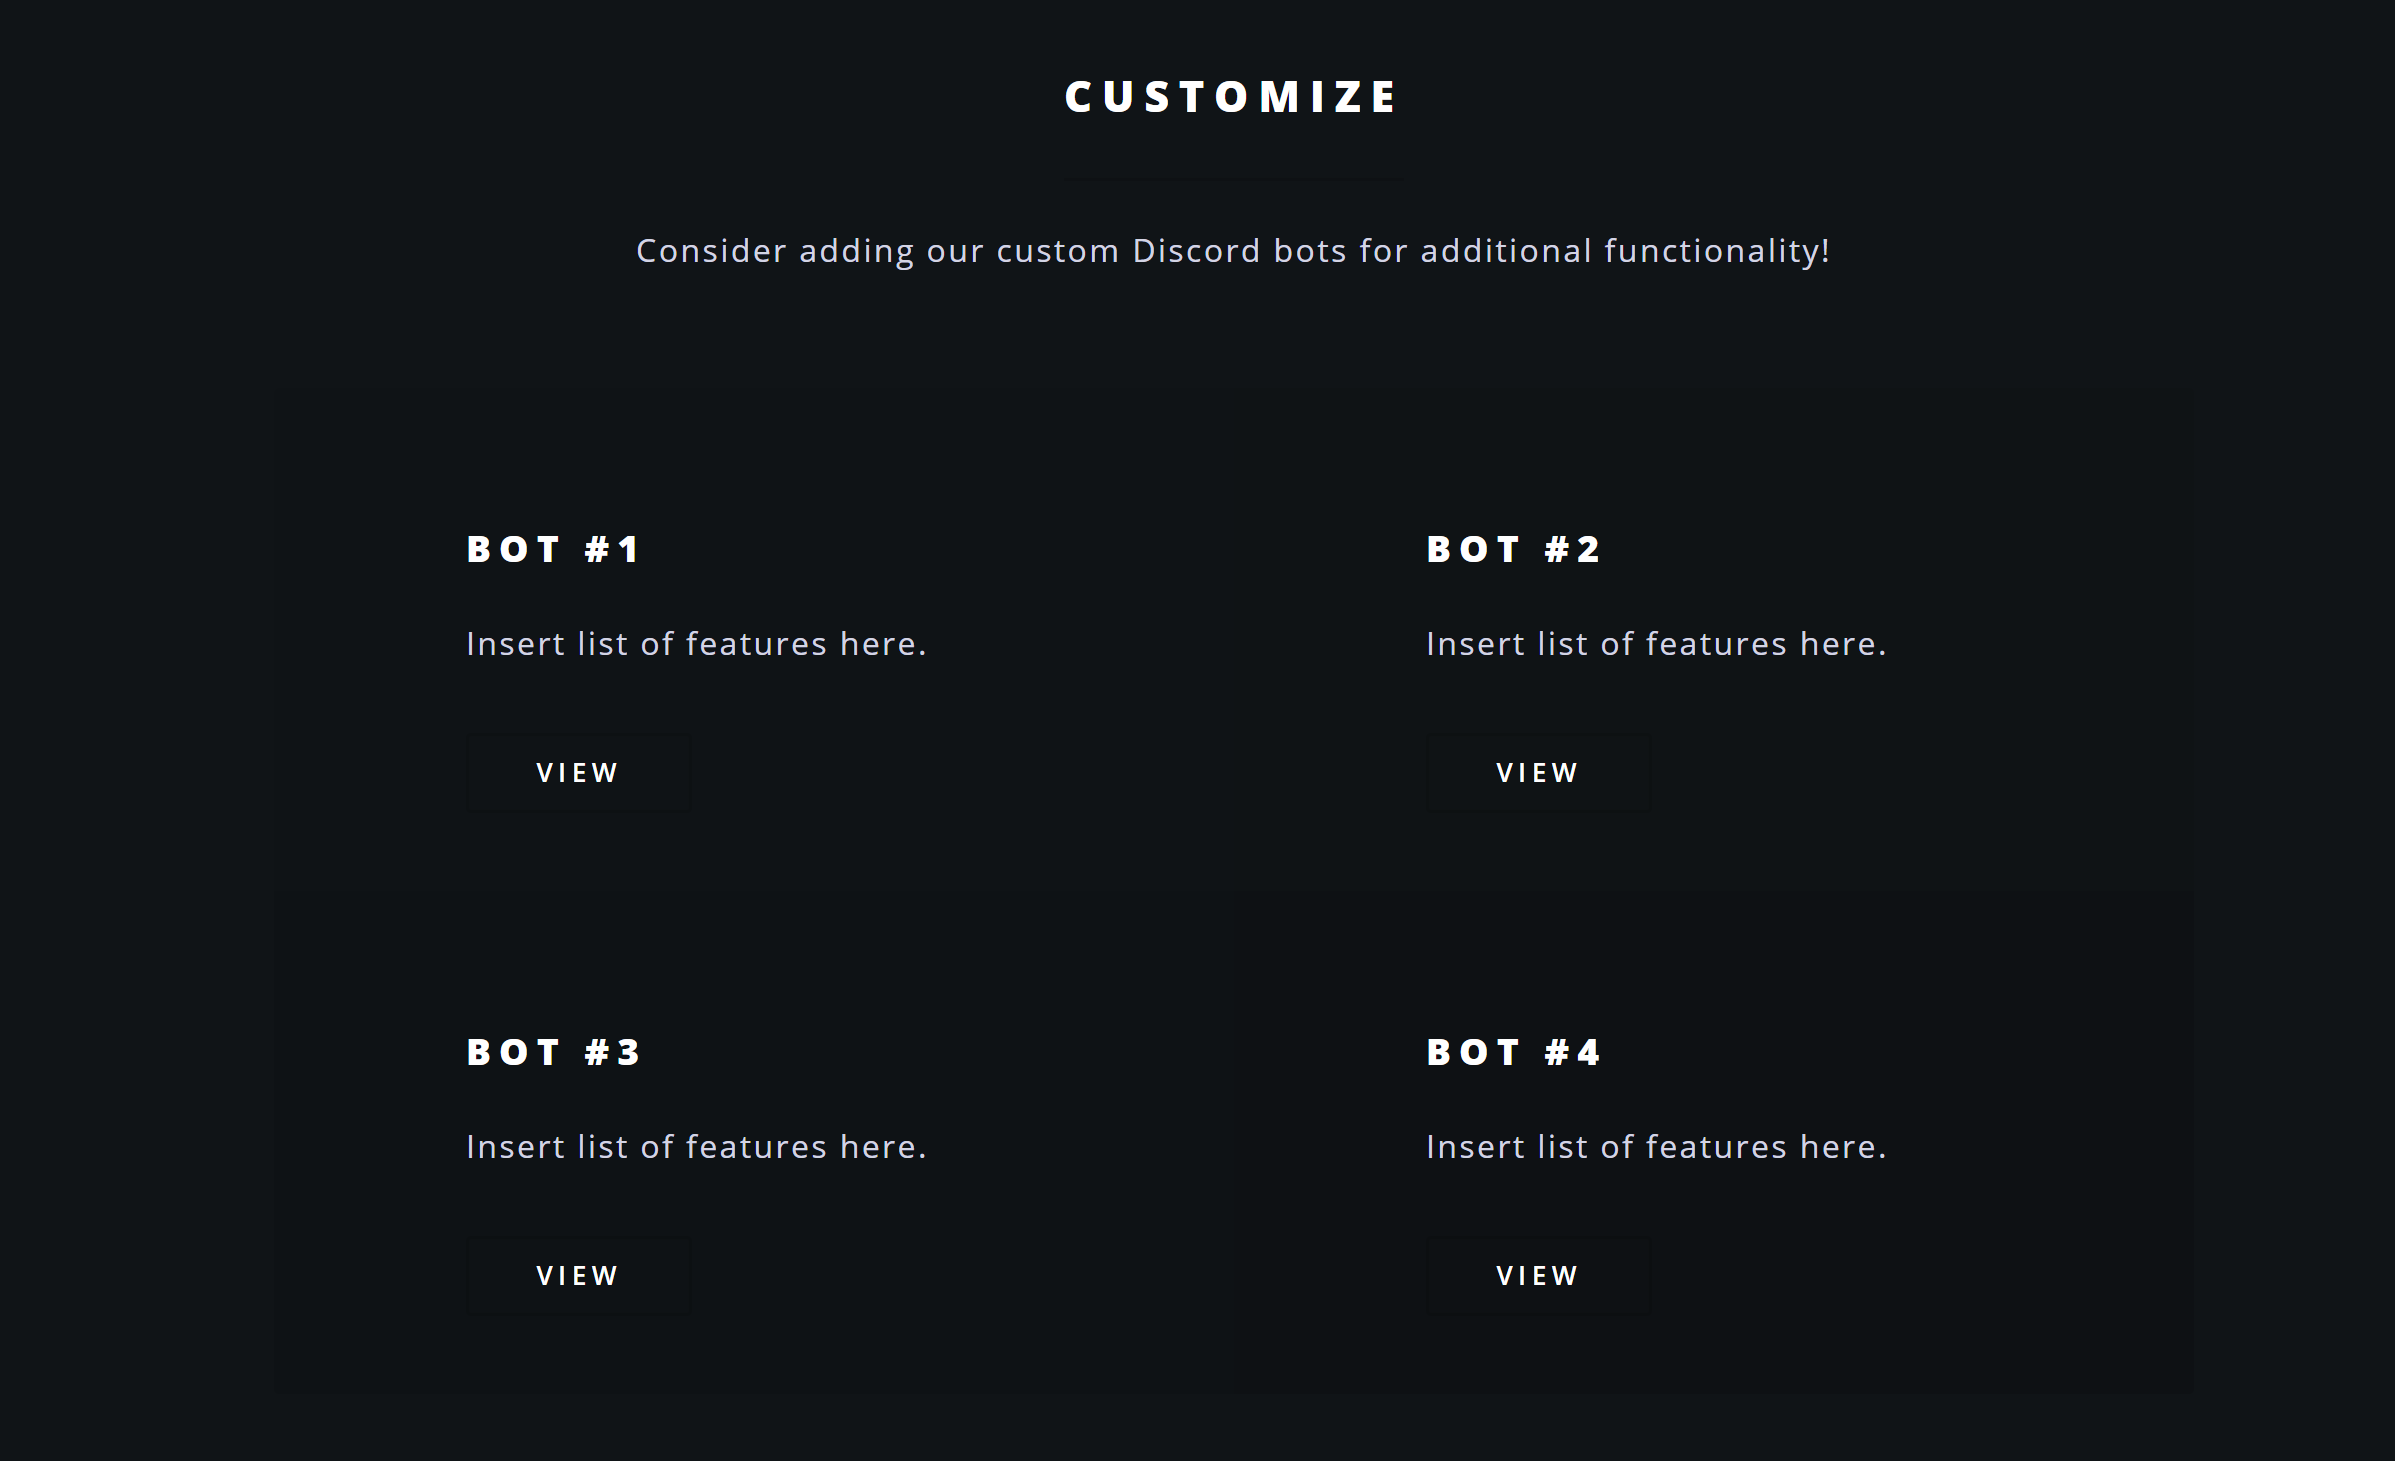 CUSTOMIZE
Consider adding our custom Discord bots for additional functionality!
BOT #1
Insert list of features here.
VIEW
BOT #2
Insert list of features here.
VIEW
BOT #3
Insert list of features here.
VIEW
BOT #4
Insert list of features here.
VIEW